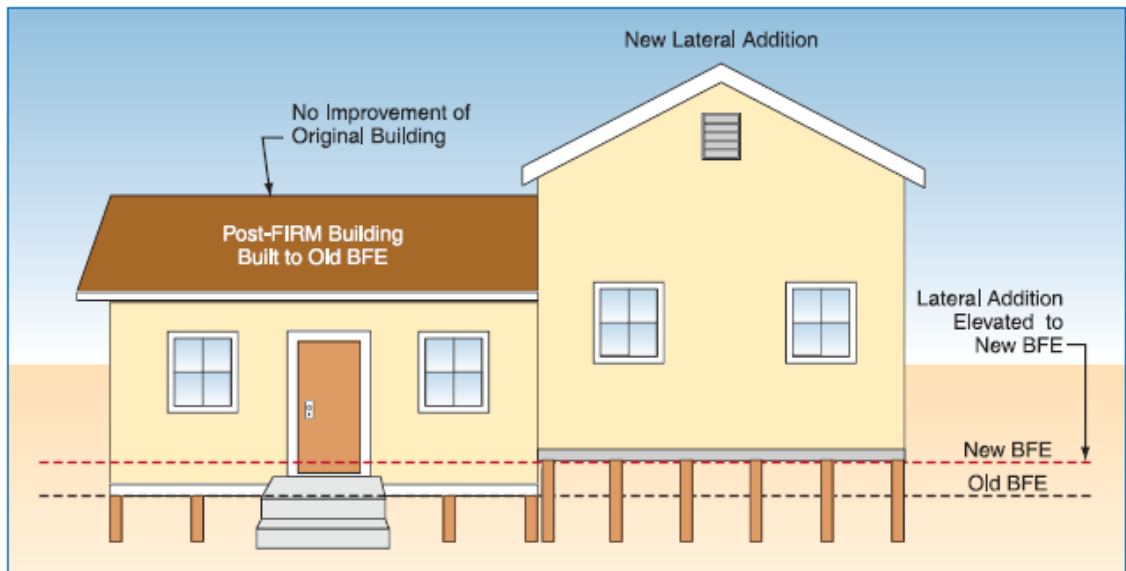 New Lateral Addition
No Improvement of
Original Building
Post-FIRM Building
Built to Old BFE
Lateral Addition
Elevated to
New BFE
New BFE
Old BFE